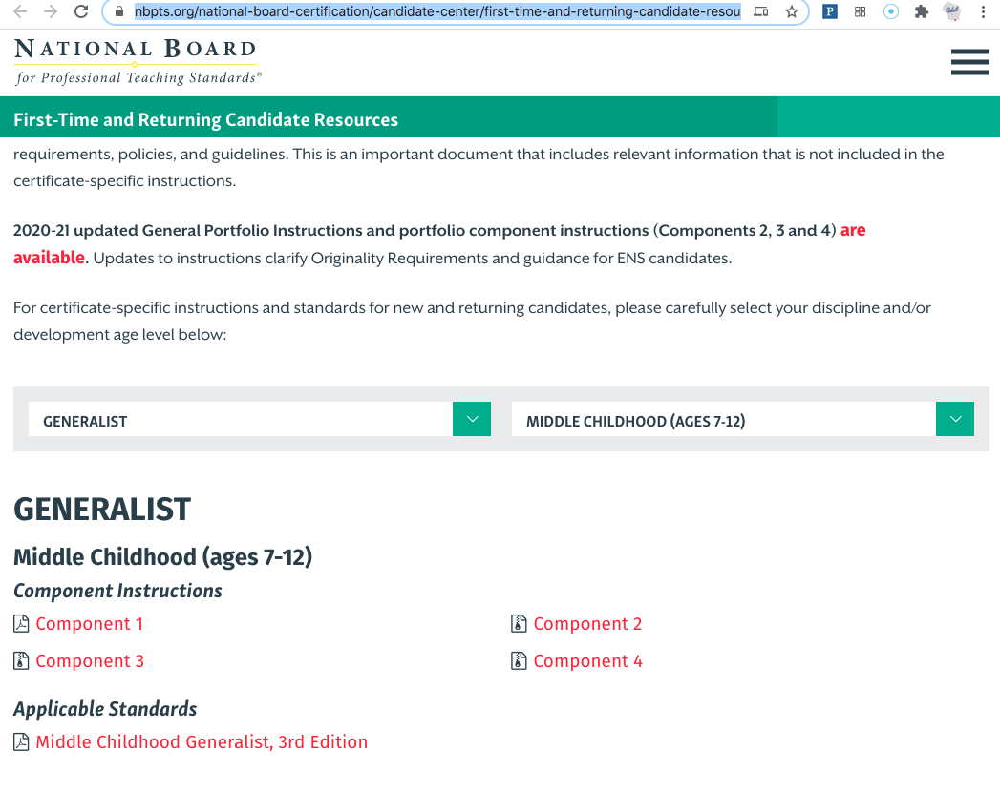 nbpts.org/national-board-certification/candidate-center/first-time-and-returning-candidate-resou
P
NATIONAL BOARD
for Professional Teaching Standards®
First-Time and Returning Candidate Resources
requirements, policies, and guidelines. This is an important document that includes relevant information that is not included in the
certificate-specific instructions.
2020-21 updated General Portfolio Instructions and portfolio component instructions (Components 2, 3 and 4) are
available. Updates to instructions clarify Originality Requirements and guidance for ENS candidates.
For certificate-specific instructions and standards for new and returning candidates, please carefully select your discipline and/or
development age level below:
GENERALIST
MIDDLE CHILDHOOD (AGES 7-12)
GENERALIST
Middle Childhood (ages 7-12)
Component Instructions
Component 1
Component 2
Component 3
Component 4
Applicable Standards
Middle Childhood Generalist, 3rd Edition